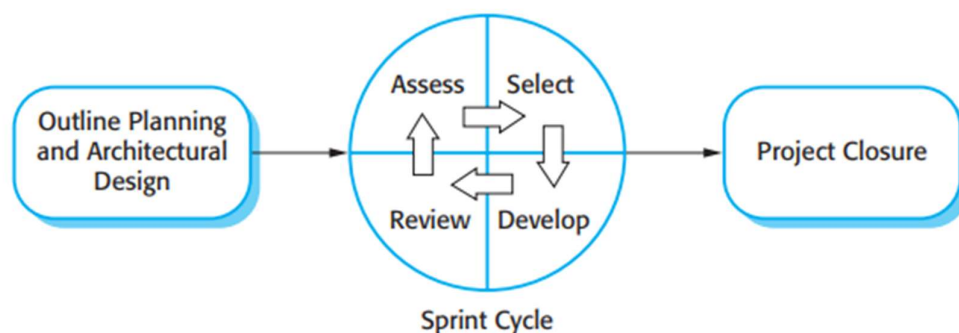 Outline Planning
and Architectural
Design
Assess
Select
Review
Develop
Project Closure
Sprint Cycle